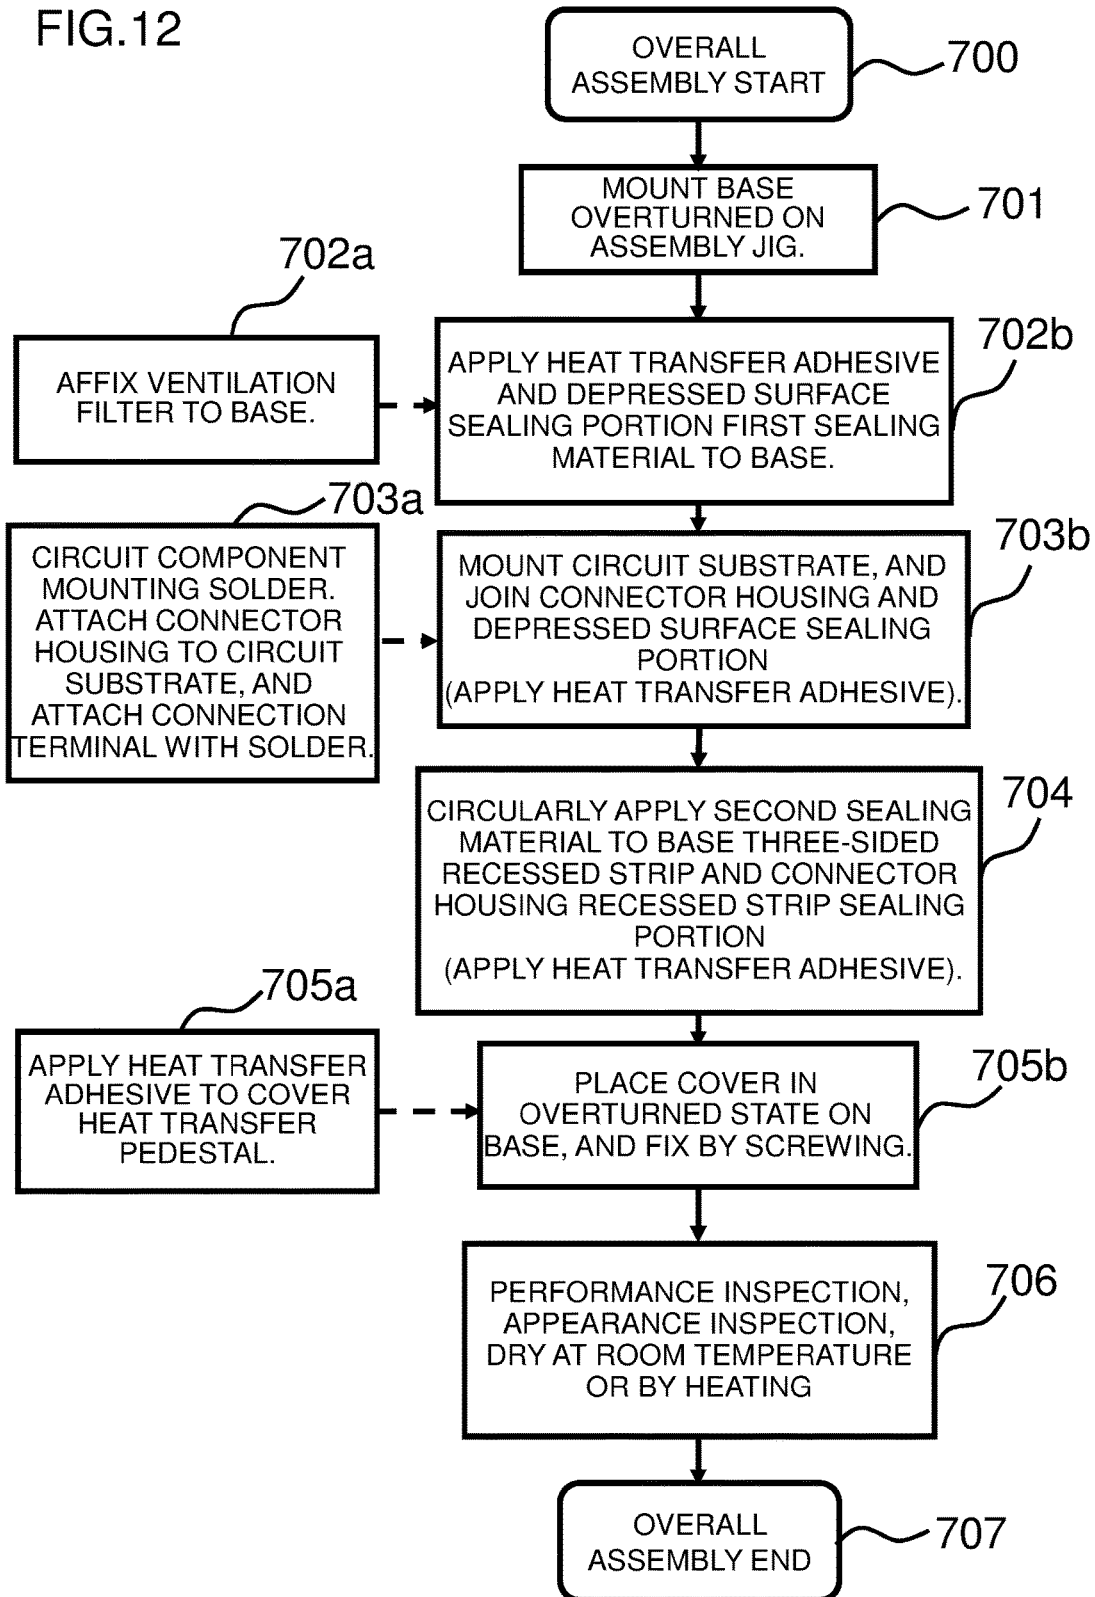 FIG.12
OVERALL
ASSEMBLY START
700
MOUNT BASE
OVERTURNED ON
ASSEMBLY JIG.
701
702a
AFFIX VENTILATION
FILTER TO BASE.
702b
APPLY HEAT TRANSFER ADHESIVE
AND DEPRESSED SURFACE
SEALING PORTION FIRST SEALING
MATERIAL TO BASE.
703a
CIRCUIT COMPONENT
MOUNTING SOLDER.
ATTACH CONNECTOR
HOUSING TO CIRCUIT
SUBSTRATE, AND
ATTACH CONNECTION
TERMINAL WITH SOLDER.
703b
MOUNT CIRCUIT SUBSTRATE, AND
JOIN CONNECTOR HOUSING AND
DEPRESSED SURFACE SEALING
PORTION
(APPLY HEAT TRANSFER ADHESIVE).
704
CIRCULARLY APPLY SECOND SEALING
MATERIAL TO BASE THREE-SIDED
RECESSED STRIP AND CONNECTOR
HOUSING RECESSED STRIP SEALING
PORTION
(APPLY HEAT TRANSFER ADHESIVE).
705a
APPLY HEAT TRANSFER
ADHESIVE TO COVER
HEAT TRANSFER
PEDESTAL.
705b
PLACE COVER IN
OVERTURNED STATE ON
BASE, AND FIX BY SCREWING.
706
PERFORMANCE INSPECTION,
APPEARANCE INSPECTION,
DRY AT ROOM TEMPERATURE
OR BY HEATING
OVERALL
ASSEMBLY END
707